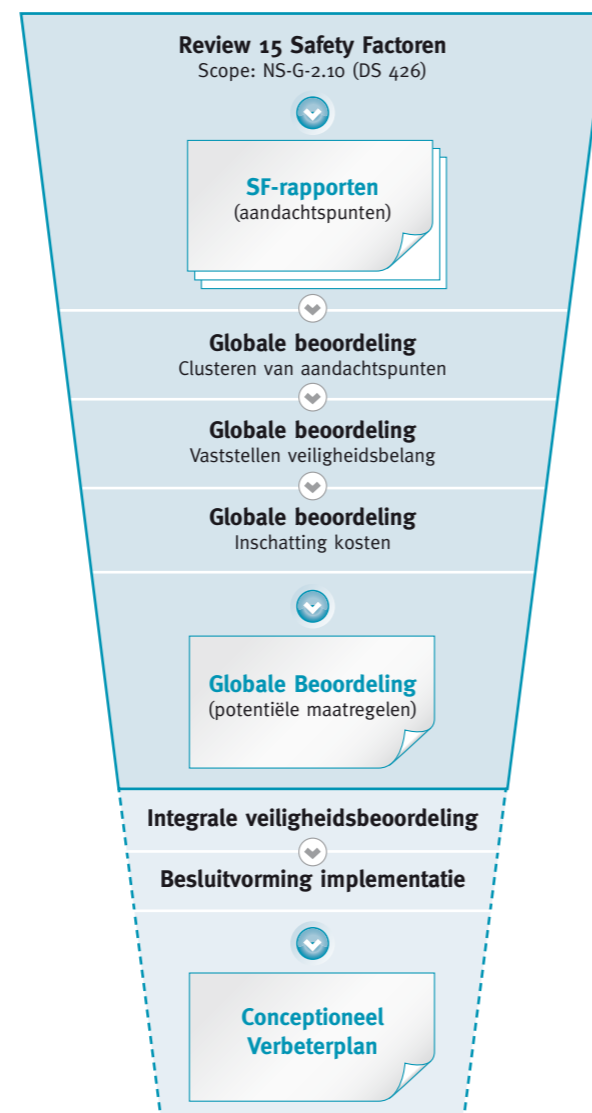 Review 15 Safety Factoren
Scope: NS-G-2.10 (DS 426)
SF-rapporten
(aandachtspunten)
Globale beoordeling
Clusteren van aandachtspunten
Globale beoordeling
Vaststellen veiligheidsbelang
Globale beoordeling
Inschatting kosten
Globale Beoordeling
(potentiële maatregelen)
Integrale veiligheidsbeoordeling
Besluitvorming implementatie
Conceptioneel
Verbeterplan